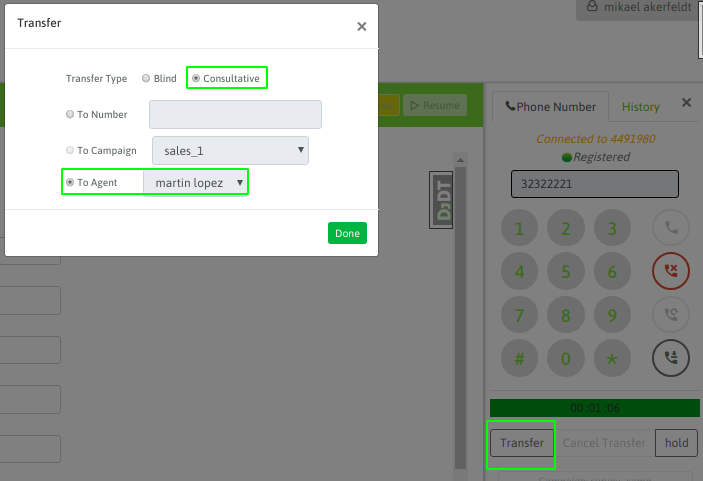 Transfer
×
mikael akerfeldt
Transfer Type Blind Consultative
To Number
To Campaign sales_1
To Agent martin lopez
Done
Resume
DjDT
Phone Number History ×
Connected to 4491980
Registered
32322221
1 2 3
4 5 6
7 8 9
# 0 *
00:01:06
Transfer Cancel Transfer hold